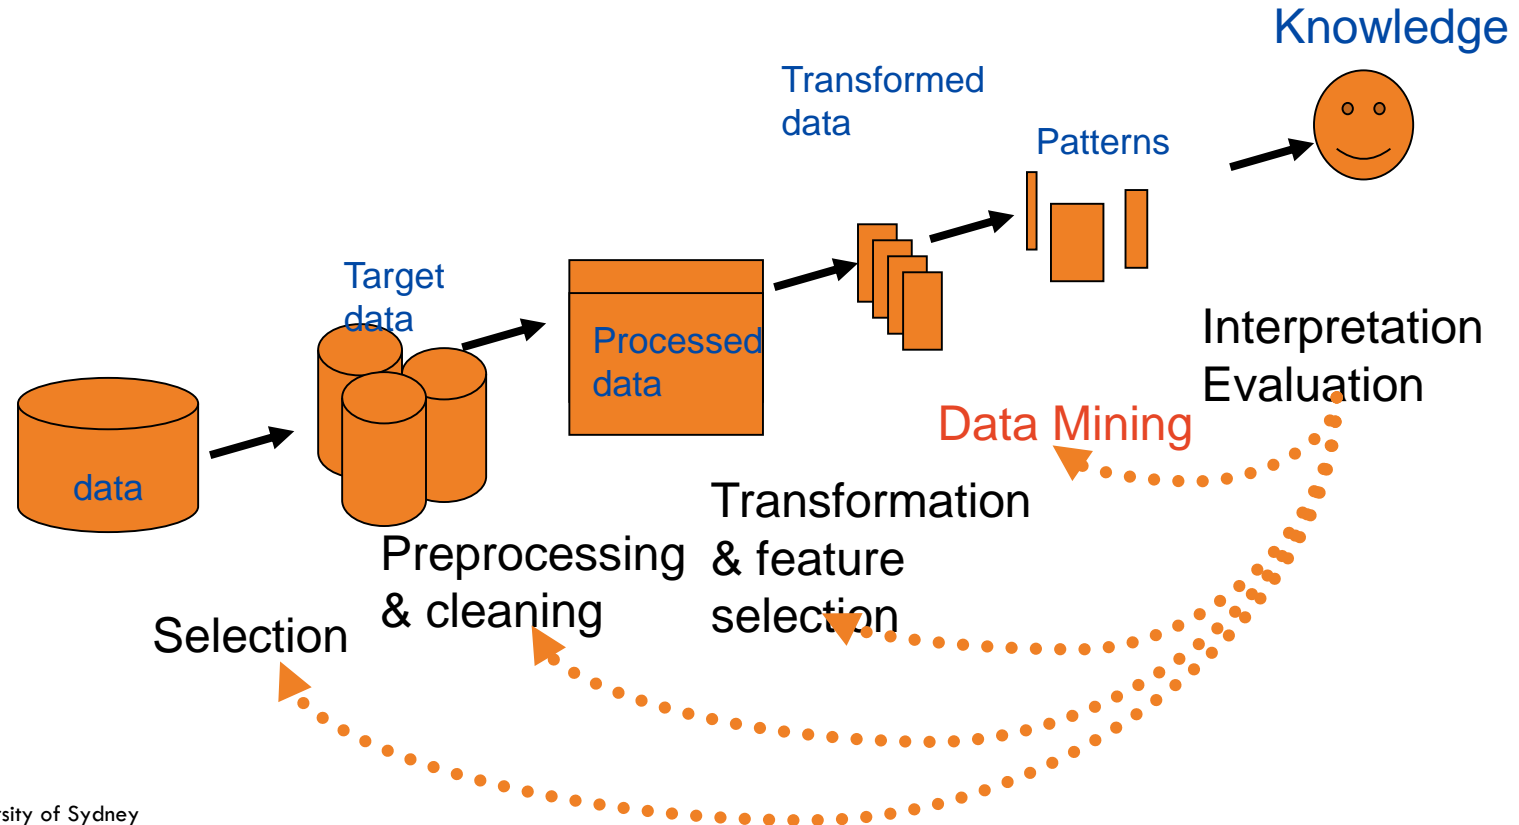 Knowledge
Transformed
data
Patterns
Target
data
Processed
data
Interpretation
Evaluation
Data Mining
data
Transformation
& feature
selection
Preprocessing
& cleaning
Selection
sity of Sydney